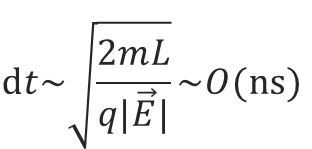 dt~√(2mL / q|E⃗|) ~O(ns)